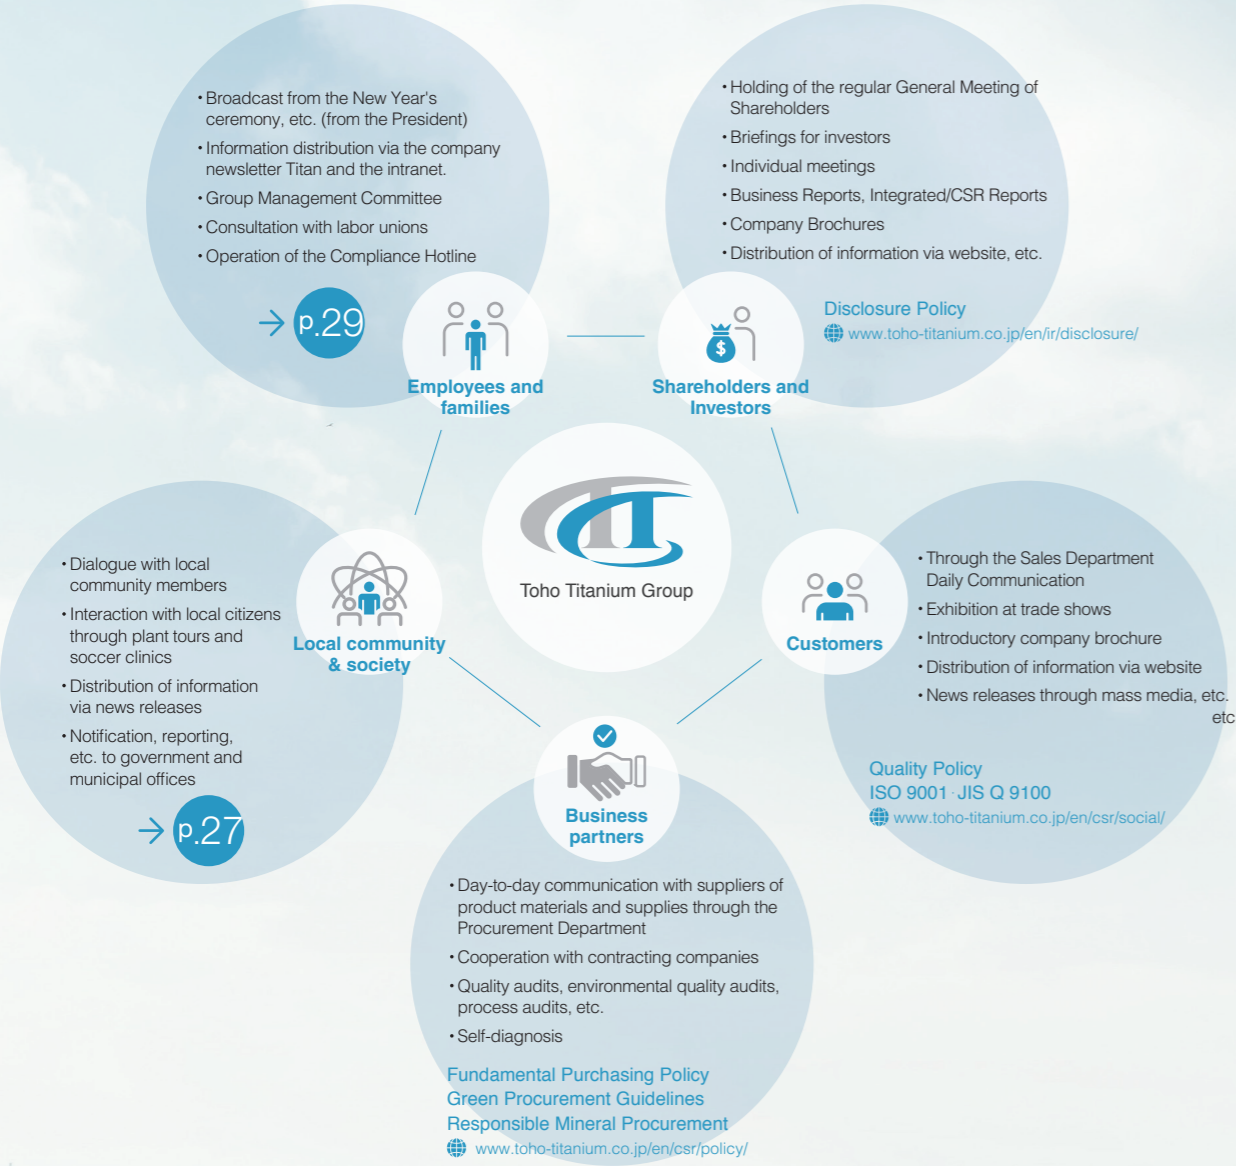 • Broadcast from the New Year's
ceremony, etc. (from the President)
• Information distribution via the company
newsletter Titan and the intranet.
• Group Management Committee
• Consultation with labor unions
• Operation of the Compliance Hotline
→ p.29
Employees and
families
• Holding of the regular General Meeting of
Shareholders
• Briefings for investors
• Individual meetings
• Business Reports, Integrated/CSR Reports
• Company Brochures
• Distribution of information via website, etc.
Disclosure Policy
www.toho-titanium.co.jp/en/ir/disclosure/
$
Shareholders and
Investors
Toho Titanium Group
• Dialogue with local
community members
• Interaction with local citizens
through plant tours and
soccer clinics
• Distribution of information
via news releases
• Notification, reporting,
etc. to government and
municipal offices
→ p.27
Local community
& society
Customers
• Through the Sales Department
Daily Communication
• Exhibition at trade shows
• Introductory company brochure
• Distribution of information via website
• News releases through mass media, etc.
etc
Quality Policy
ISO 9001 · JIS Q 9100
www.toho-titanium.co.jp/en/csr/social/
Business
partners
• Day-to-day communication with suppliers of
product materials and supplies through the
Procurement Department
• Cooperation with contracting companies
• Quality audits, environmental quality audits,
process audits, etc.
• Self-diagnosis
Fundamental Purchasing Policy
Green Procurement Guidelines
Responsible Mineral Procurement
www.toho-titanium.co.jp/en/csr/policy/